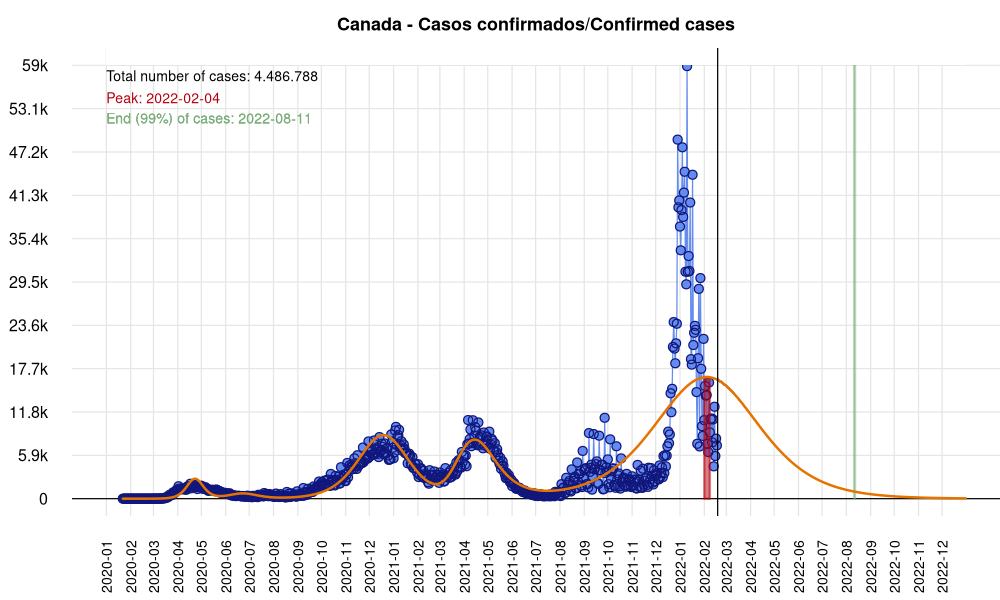 Canada - Casos confirmados/Confirmed cases
Total number of cases: 4.486.788
Peak: 2022-02-04
End (99%) of cases: 2022-08-11
59k
53.1k
47.2k
41.3k
35.4k
29.5k
23.6k
17.7k
11.8k
5.9k
0
2020-01
2020-02
2020-03
2020-04
2020-05
2020-06
2020-07
2020-08
2020-09
2020-10
2020-11
2020-12
2021-01
2021-02
2021-03
2021-04
2021-05
2021-06
2021-07
2021-08
2021-09
2021-10
2021-11
2021-12
2022-01
2022-02
2022-03
2022-04
2022-05
2022-06
2022-07
2022-08
2022-09
2022-10
2022-11
2022-12